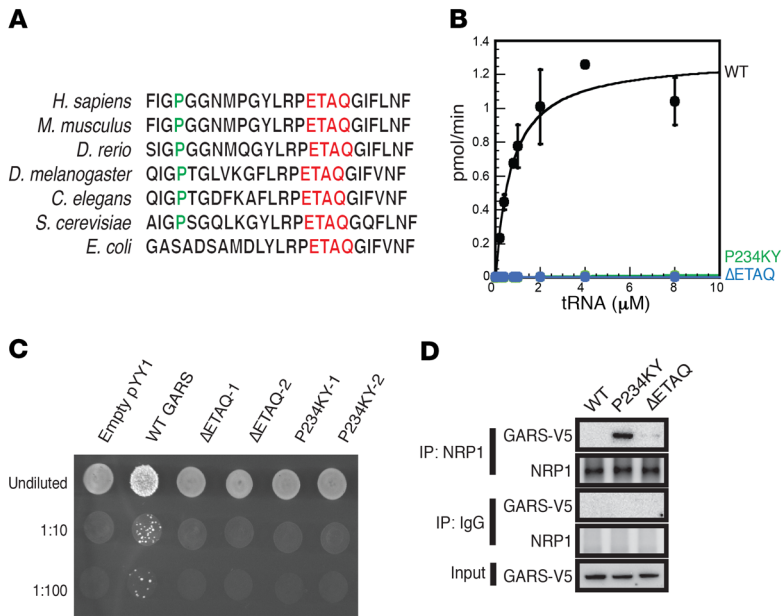 A
H. sapiens FIGPGGNMPGYLRPETAQGIFLNF
M. musculus FIGPGGNMPGYLRPETAQGIFLNF
D. rerio SIGPGGNMQGYLRPETAQGIFLNF
D. melanogaster QIGPTGLVKGFLRPETAQGIFVNF
C. elegans QIGPTGDFKAFLRPETAQGIFVNF
S. cerevisiae AIGPSGQLKGYLRPETAQGQFLNF
E. coli GASADSAMDLYLRPETAQGIFVNF
B
1.4
1.2
1
0.8
0.6
0.4
0.2
0
pmol/min
WT
P234KY
ΔETAQ
0 2 4 6 8 10
tRNA (μM)
C
Empty pYY1
WT GARS
ΔETAQ-1
ΔETAQ-2
P234KY-1
P234KY-2
Undiluted
1:10
1:100
D
WT
P234KY
ΔETAQ
IP: NRP1
GARS-V5
NRP1
IP: IgG
GARS-V5
NRP1
Input
GARS-V5